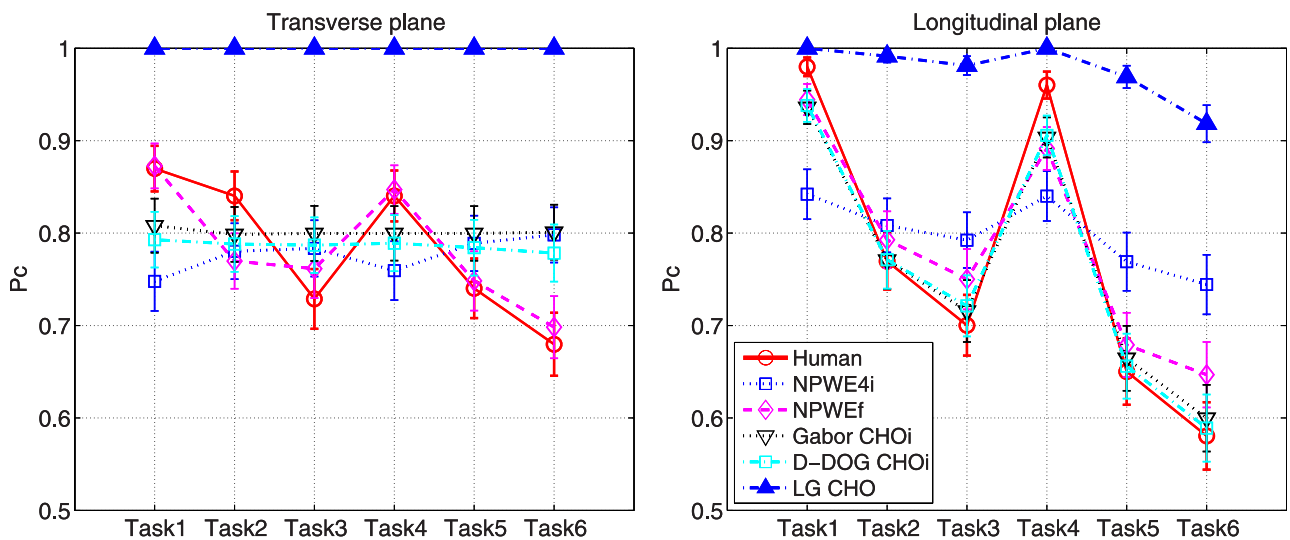 Transverse plane
1
0.9
0.8
0.7
0.6
0.5
Pc
Task1 Task2 Task3 Task4 Task5 Task6
Longitudinal plane
1
0.9
0.8
0.7
0.6
0.5
Pc
Human
NPWE4i
NPWEf
Gabor CHOi
D-DOG CHOi
LG CHO
Task1 Task2 Task3 Task4 Task5 Task6